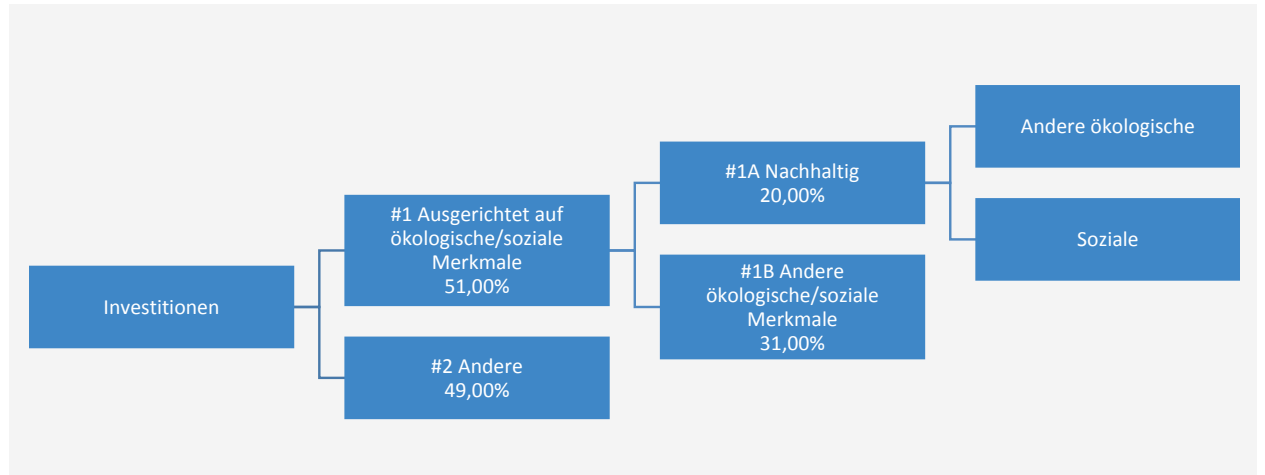 Investitionen
#1 Ausgerichtet auf
ökologische/soziale
Merkmale
51,00%
#2 Andere
49,00%
#1A Nachhaltig
20,00%
#1B Andere
ökologische/soziale
Merkmale
31,00%
Andere ökologische
Soziale